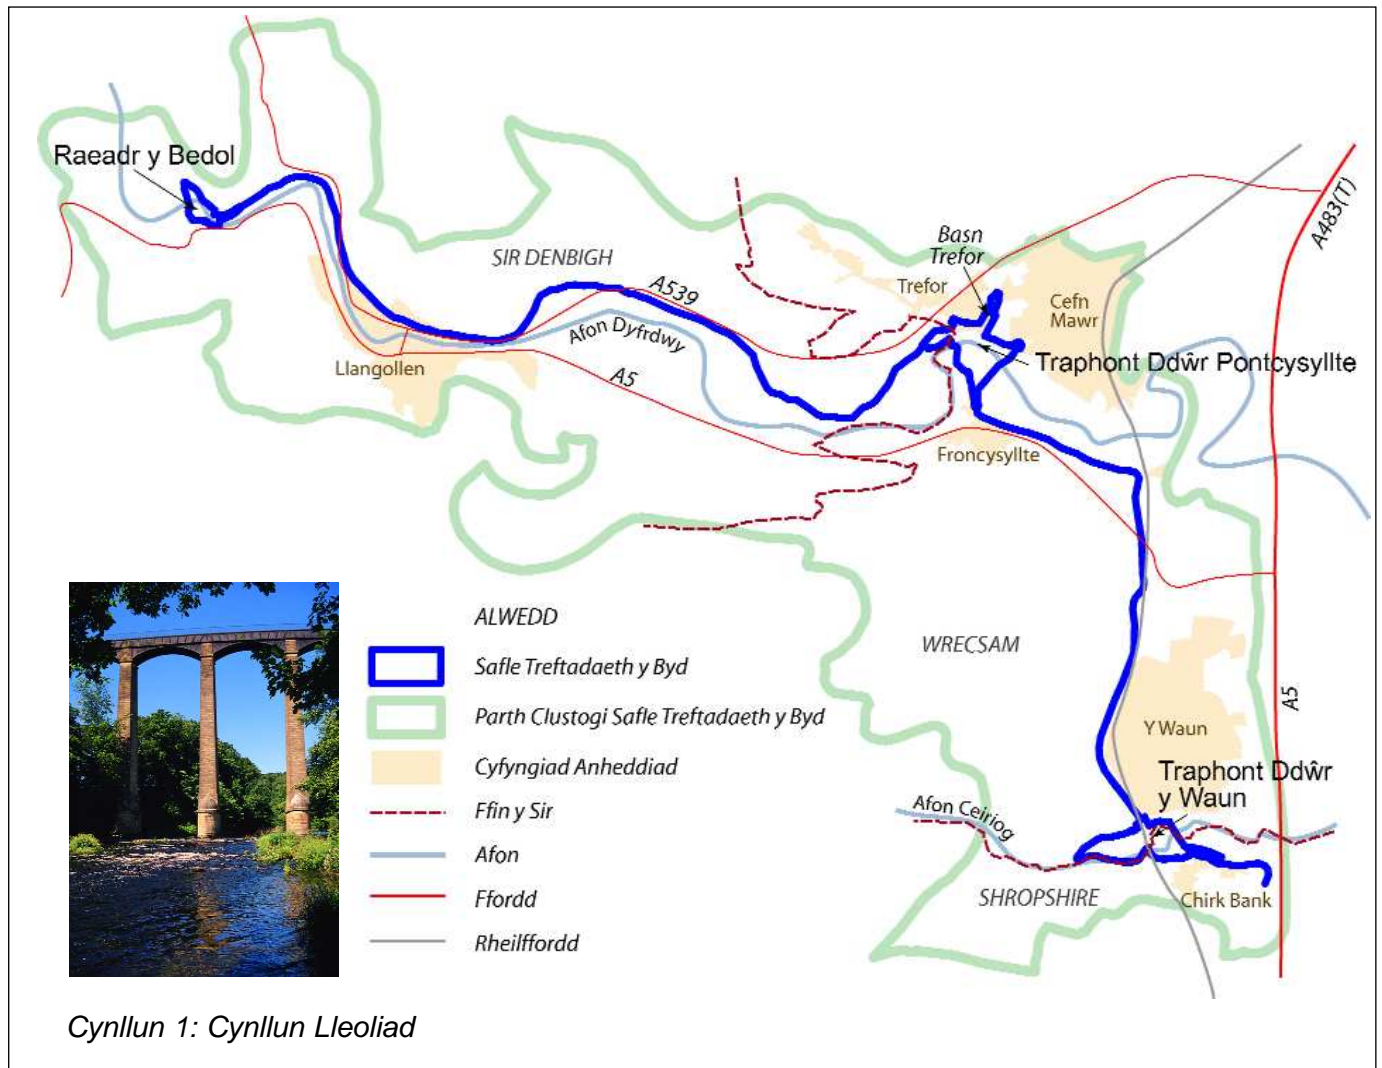 Raeadr y Bedol
SIR DENBIGH
A539
Afon Dyfrdwy
A5
Llangollen
Basn
Trefor
Trefor
Cefn
Mawr
A483(T)
Traphont Ddŵr Pontcysyllte
Froncysyllte
WRECSAM
A5
Y Waun
Traphont Ddŵr
y Waun
Afon Ceiriog
SHROPSHIRE
Chirk Bank
ALWEDD
Safle Treftadaeth y Byd
Parth Clustogi Safle Treftadaeth y Byd
Cyfyngiad Anheddiad
Ffin y Sir
Afon
Ffordd
Rheilffordd
Cynllun 1: Cynllun Lleoliad